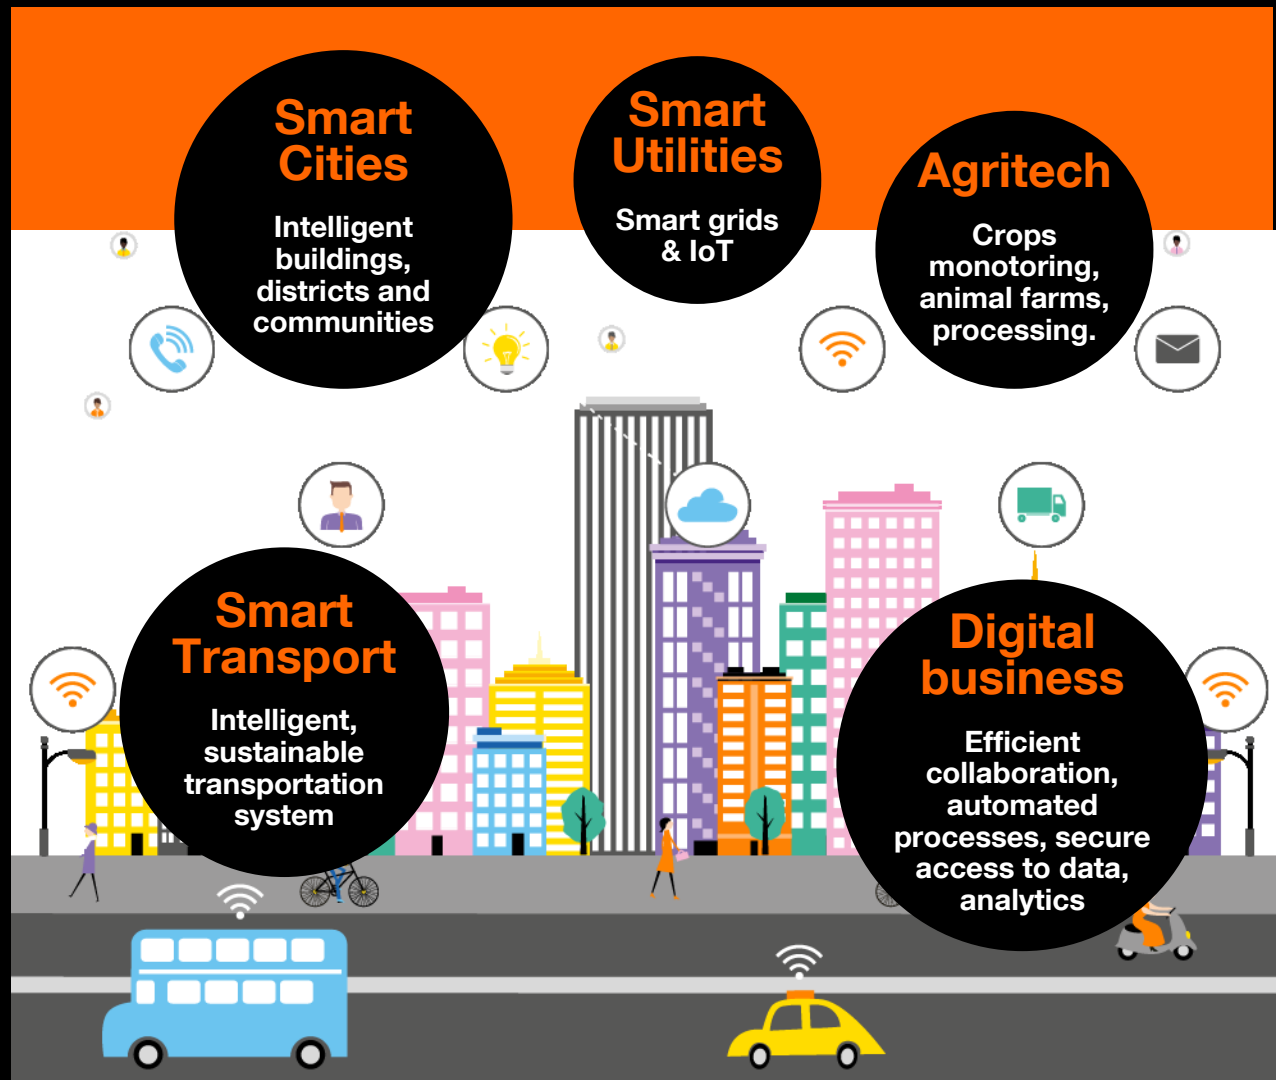 Smart
Cities
Intelligent
buildings,
districts and
communities
Smart
Utilities
Smart grids
& IoT
Agritech
Crops
monotoring,
animal farms,
processing.
Smart
Transport
Intelligent,
sustainable
transportation
system
Digital
business
Efficient
collaboration,
automated
processes, secure
access to data,
analytics